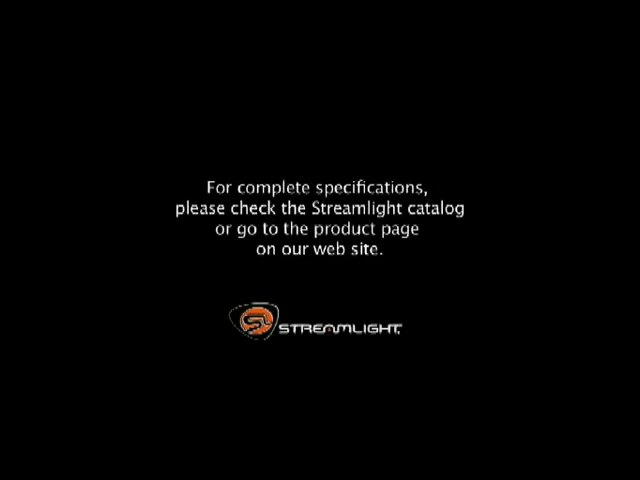 For complete specifications,
please check the Streamlight catalog
or go to the product page
on our web site.
SL STREAMLIGHT